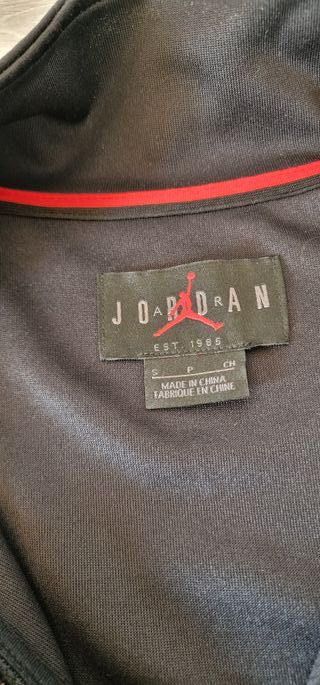 JORDAN
AIR
EST. 1985
S P CH
MADE IN CHINA
FABRIQUE EN CHINE